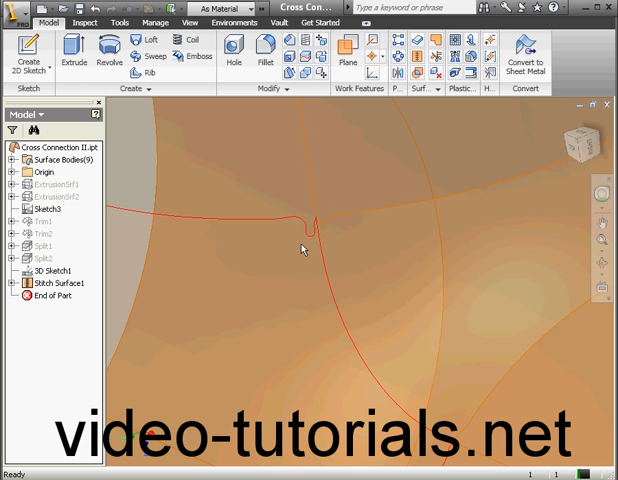 As Material
Cross Con...
Type a keyword or phrase
PRO
Model Inspect Tools Manage View Environments Vault Get Started
Create
2D Sketch
Extrude
Revolve
Loft
Sweep
Rib
Coil
Emboss
Hole
Fillet
Plane
Convert to
Sheet Metal
Sketch Create Modify Work Features P... Surf... Plastic... H... Convert
Model
Cross Connection II.ipt
Surface Bodies(9)
Origin
ExtrusionSrf1
ExtrusionSrf2
Sketch3
Trim1
Trim2
Split1
Split2
3D Sketch1
Stitch Surface1
End of Part
video-tutorials.net
Ready
1 1